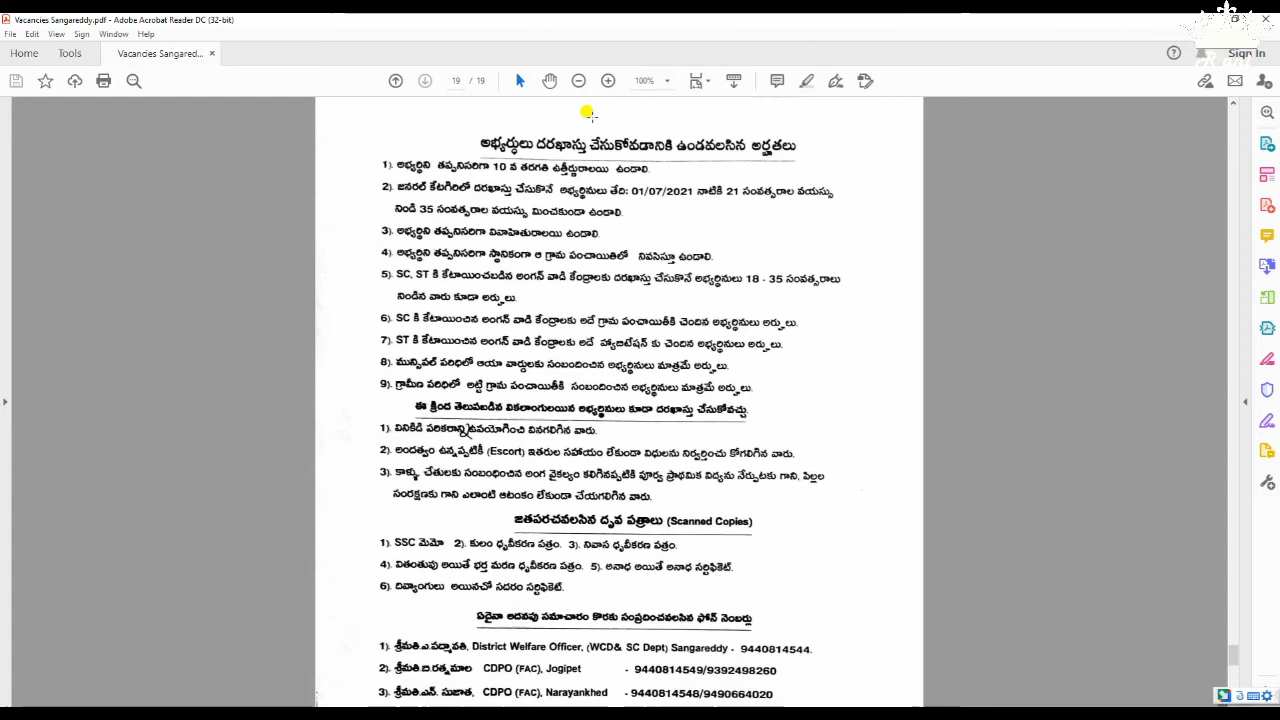 Vacancies Sangareddy.pdf - Adobe Acrobat Reader DC (32-bit)
File Edit View Sign Window Help
Home Tools Vacancies Sangared... × Sign In
19 / 19 100%
అభ్యర్థులు దరఖాస్తు చేసుకోవడానికి ఉండవలసిన అర్హతలు
1). అభ్యర్థిని తప్పనిసరిగా 10 వ తరగతి ఉత్తీర్ణురాలయి ఉండాలి.
2). జనరల్ కేటగిరిలో దరఖాస్తు చేసుకొనే అభ్యర్థినులు తేది: 01/07/2021 నాటికి 21 సంవత్సరాల వయస్సు
నిండి 35 సంవత్సరాల వయస్సు మించకుండా ఉండాలి.
3). అభ్యర్థిని తప్పనిసరిగా వివాహితురాలయి ఉండాలి.
4). అభ్యర్థిని తప్పనిసరిగా స్థానికంగా ఆ గ్రామ పంచాయితిలో నివసిస్తూ ఉండాలి.
5). SC, ST కి కేటాయించబడిన అంగన్ వాడి కేంద్రాలకు దరఖాస్తు చేసుకొనే అభ్యర్థినులు 18 - 35 సంవత్సరాలు
నిండిన వారు కూడా అర్హులు.
6). SC కి కేటాయించిన అంగన్ వాడి కేంద్రాలకు అదే గ్రామ పంచాయితీకి చెందిన అభ్యర్థినులు అర్హులు.
7). ST కి కేటాయించిన అంగన్ వాడి కేంద్రాలకు అదే హ్యాబిటేషన్ కు చెందిన అభ్యర్థినులు అర్హులు.
8). మున్సిపల్ పరిధిలో ఆయా వార్డులకు సంబందించిన అభ్యర్థినులు మాత్రమే అర్హులు.
9). గ్రామీణ పరిధిలో అట్టి గ్రామ పంచాయితీకి సంబందించిన అభ్యర్థినులు మాత్రమే అర్హులు.
ఈ క్రింద తెలుపబడిన వికలాంగులయిన అభ్యర్థినులు కూడా దరఖాస్తు చేసుకోవచ్చు.
1). వినికిడి పరికరాన్ని ఉపయోగించి వినగలిగిన వారు.
2). అందత్వం ఉన్నప్పటికీ (Escort) ఇతరుల సహాయం లేకుండా విధులను నిర్వర్తించు కోగలిగిన వారు.
3). కాళ్ళు, చేతులకు సంబంధించిన అంగ వైకల్యం కలిగినప్పటికి పూర్వ ప్రాథమిక విద్యను నేర్పుటకు గాని, పిల్లల
సంరక్షణకు గాని ఎలాంటి ఆటంకం లేకుండా చేయగలిగిన వారు.
జతపరచవలసిన ధృవ పత్రాలు (Scanned Copies)
1). SSC మెమో 2). కులం ధృవీకరణ పత్రం. 3). నివాస ధృవీకరణ పత్రం.
4). వితంతువు అయితే భర్త మరణ ధృవీకరణ పత్రం. 5). అనాధ అయితే అనాధ సర్టిఫికెట్.
6). దివ్యాంగులు అయినచో సదరం సర్టిఫికెట్.
ఏదైనా అదనపు సమాచారం కొరకు సంప్రదించవలసిన ఫోన్ నెంబర్లు
1). శ్రీమతి.ఎ.పద్మావతి, District Welfare Officer, (WCD& SC Dept) Sangareddy - 9440814544.
2). శ్రీమతి.బి.రత్నమాల CDPO (FAC), Jogipet - 9440814549/9392498260
3). శ్రీమతి.ఎన్. సుజాత, CDPO (FAC), Narayankhed - 9440814548/9490664020